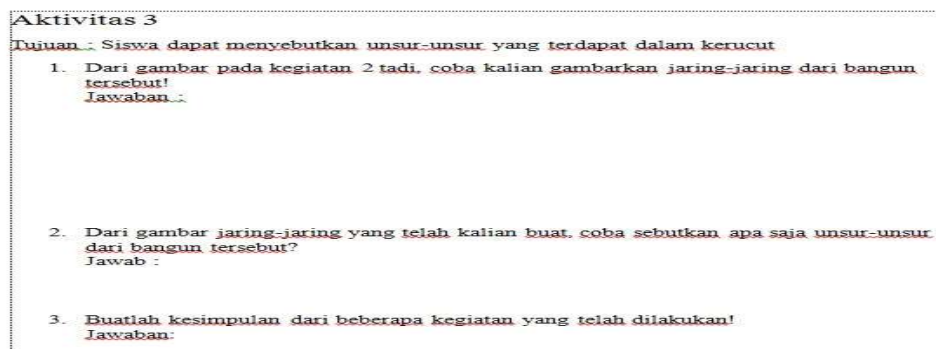 Aktivitas 3
Tujuan : Siswa dapat menyebutkan unsur-unsur yang terdapat dalam kerucut
1. Dari gambar pada kegiatan 2 tadi, coba kalian gambarkan jaring-jaring dari bangun
tersebut!
Jawaban :
2. Dari gambar jaring-jaring yang telah kalian buat, coba sebutkan apa saja unsur-unsur
dari bangun tersebut?
Jawab :
3. Buatlah kesimpulan dari beberapa kegiatan yang telah dilakukan!
Jawaban: